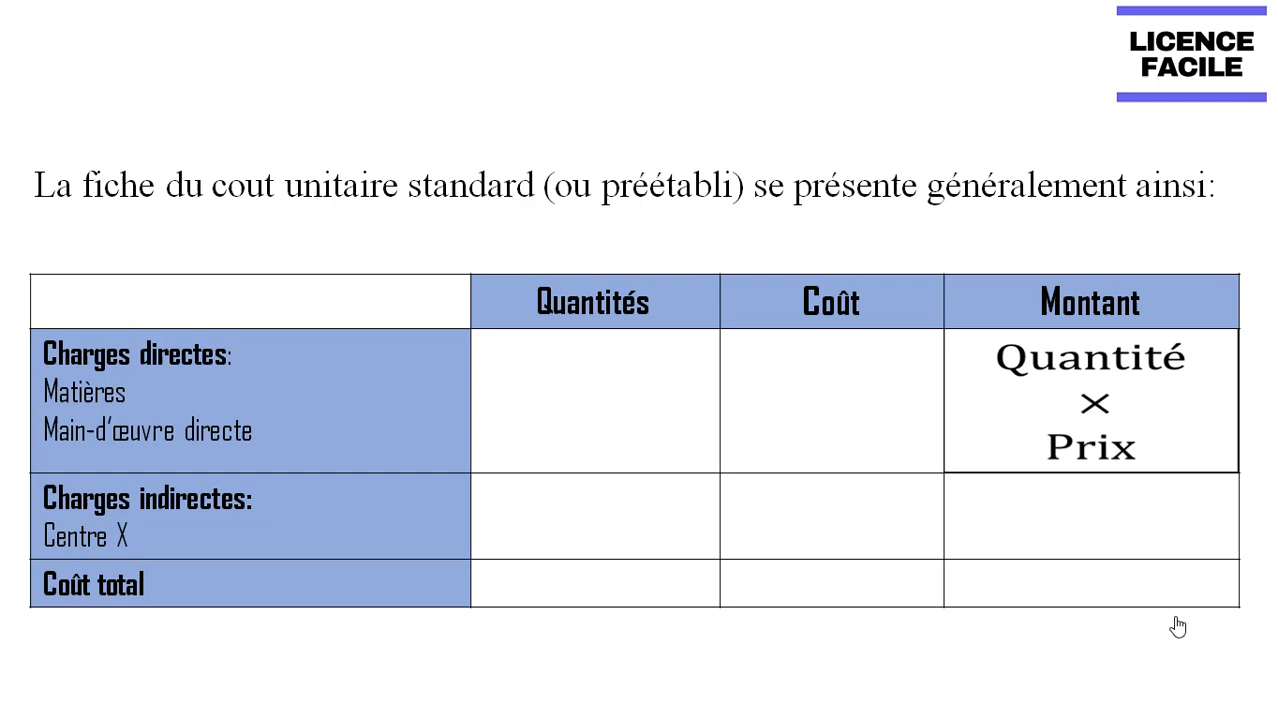 LICENCE
FACILE
La fiche du cout unitaire standard (ou préétabli) se présente généralement ainsi:
Quantités Coût Montant
Charges directes:
Matières
Main-d'œuvre directe
Quantité
×
Prix
Charges indirectes:
Centre X
Coût total